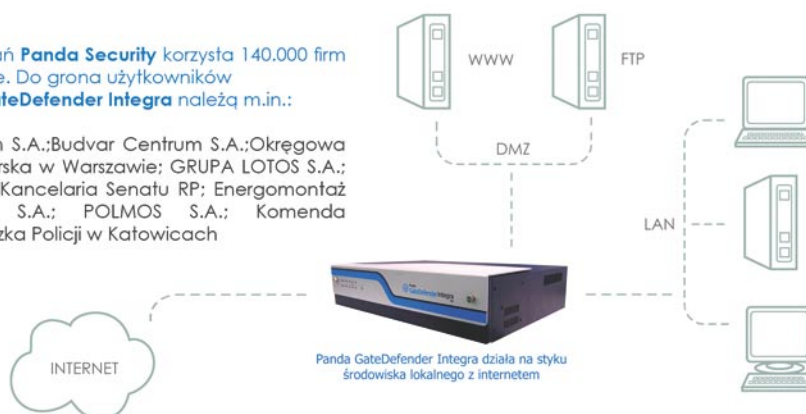 ań Panda Security korzysta 140.000 firm
e. Do grona użytkowników
ateDefender Integra należą m.in.:
n S.A.;Budvar Centrum S.A.;Okręgowa
rska w Warszawie; GRUPA LOTOS S.A.;
Kancelaria Senatu RP; Energomontaż
S.A.; POLMOS S.A.; Komenda
zka Policji w Katowicach
WWW
FTP
DMZ
LAN
INTERNET
GateDefender Integra
Panda GateDefender Integra działa na styku
środowiska lokalnego z internetem